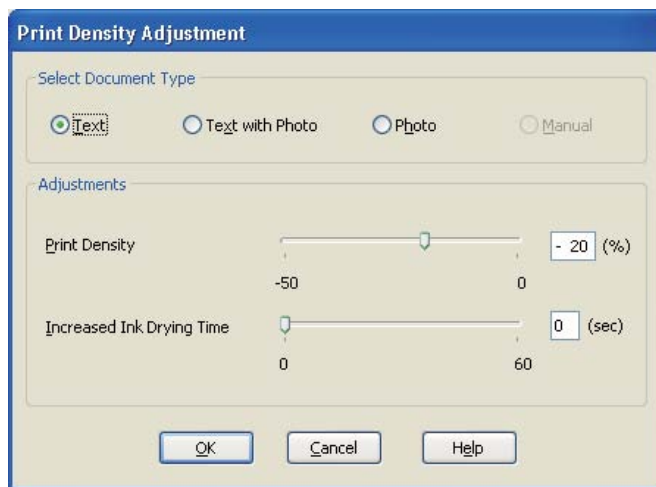 Print Density Adjustment
Select Document Type
Text Text with Photo Photo Manual
Adjustments
Print Density - 20 (%)
-50 0
Increased Ink Drying Time 0 (sec)
0 60
OK Cancel Help